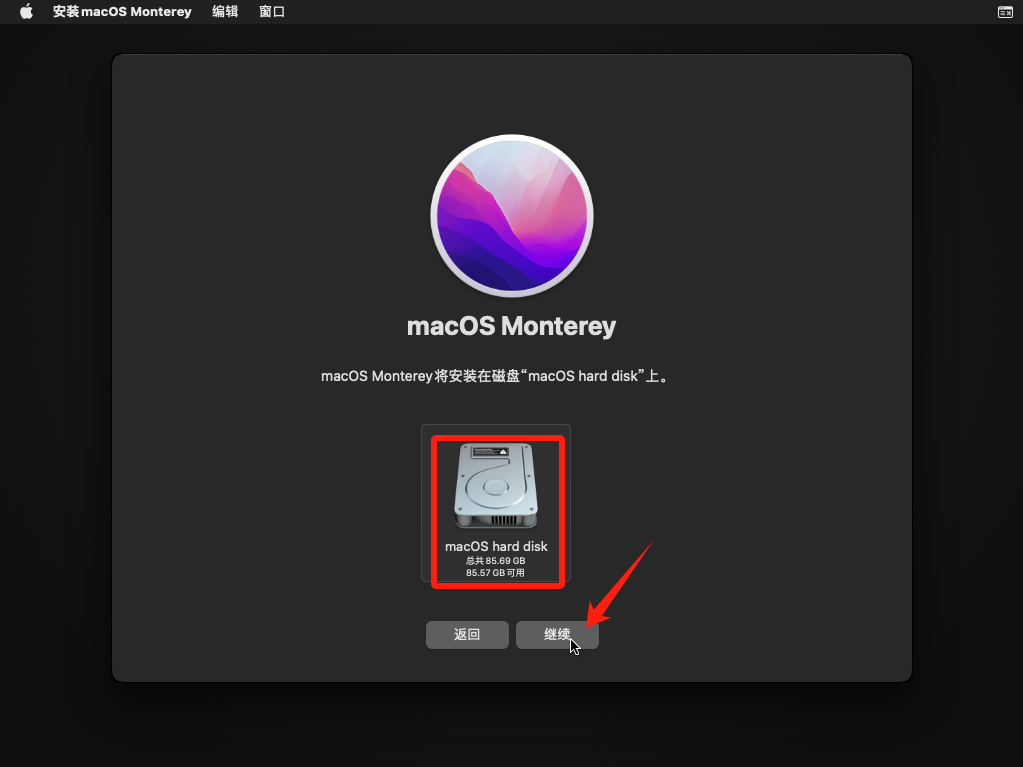 安装macOS Monterey 编辑 窗口
macOS Monterey
macOS Monterey将安装在磁盘“macOS hard disk”上。
macOS hard disk
总共 85.69 GB
85.57 GB 可用
返回 继续